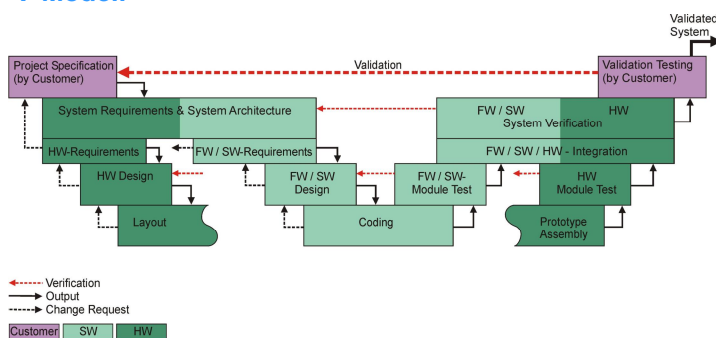 Validated
System
Project Specification
(by Customer)
Validation
Validation Testing
(by Customer)
System Requirements & System Architecture
FW / SW
HW
System Verification
HW-Requirements
FW / SW-Requirements
FW / SW / HW - Integration
HW Design
FW / SW
Design
FW / SW-
Module Test
HW
Module Test
Layout
Coding
Prototype
Assembly
Verification
Output
Change Request
Customer
SW
HW